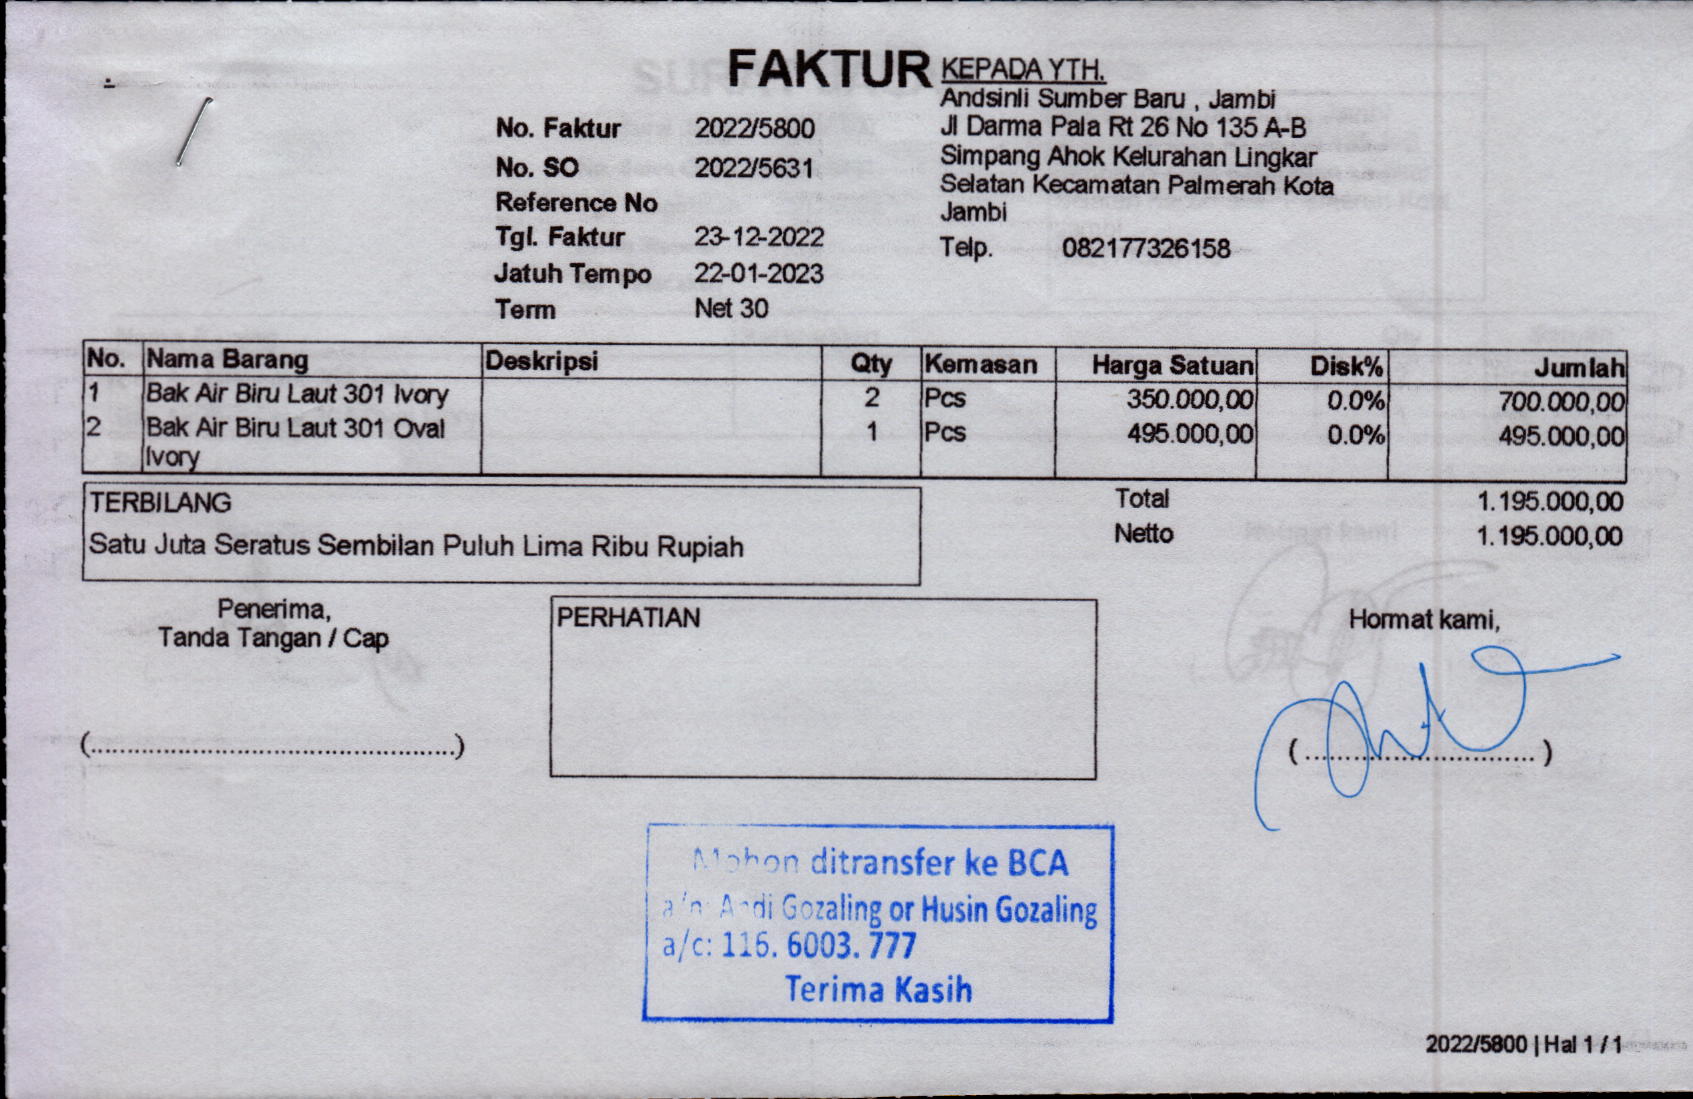 FAKTUR
No. Faktur 2022/5800
No. SO 2022/5631
Reference No
Tgl. Faktur 23-12-2022
Jatuh Tempo 22-01-2023
Term Net 30
KEPADA YTH.
Andsinli Sumber Baru , Jambi
Jl Darma Pala Rt 26 No 135 A-B
Simpang Ahok Kelurahan Lingkar
Selatan Kecamatan Palmerah Kota
Jambi
Telp. 082177326158
No. Nama Barang Deskripsi Qty Kemasan Harga Satuan Disk% Jumlah
1 Bak Air Biru Laut 301 Ivory 2 Pcs 350.000,00 0.0% 700.000,00
2 Bak Air Biru Laut 301 Oval 1 Pcs 495.000,00 0.0% 495.000,00
Ivory
TERBILANG
Satu Juta Seratus Sembilan Puluh Lima Ribu Rupiah
Total 1.195.000,00
Netto 1.195.000,00
Penerima,
Tanda Tangan / Cap
(.................................................)
PERHATIAN
Hormat kami,
(................................)
Mohon ditransfer ke BCA
a/n: Andi Gozaling or Husin Gozaling
a/c: 116. 6003. 777
Terima Kasih
2022/5800 | Hal 1 / 1